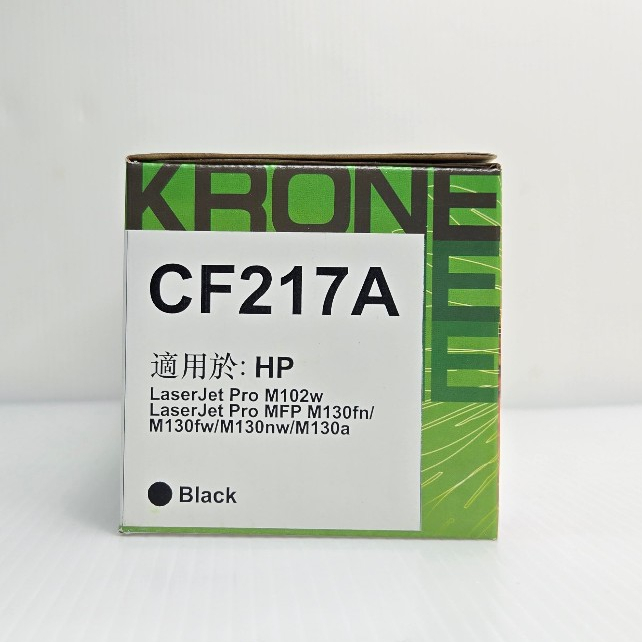 KRONE
E
E
CF217A
適用於: HP
LaserJet Pro M102w
LaserJet Pro MFP M130fn/
M130fw/M130nw/M130a
Black